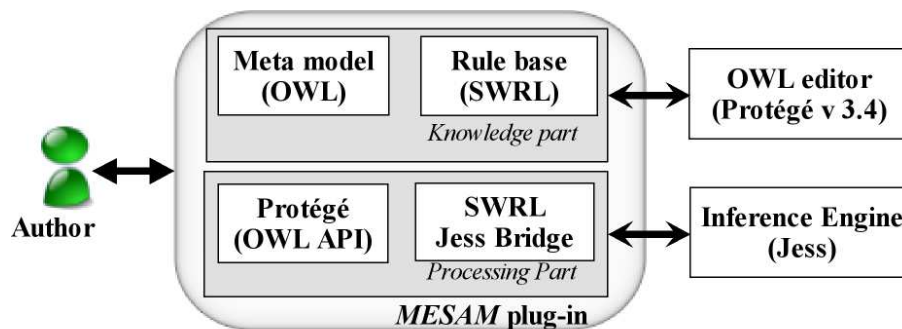 Meta model
(OWL)
Rule base
(SWRL)
Knowledge part
OWL editor
(Protégé v 3.4)
Author
Protégé
(OWL API)
SWRL
Jess Bridge
Processing Part
Inference Engine
(Jess)
MESAM plug-in